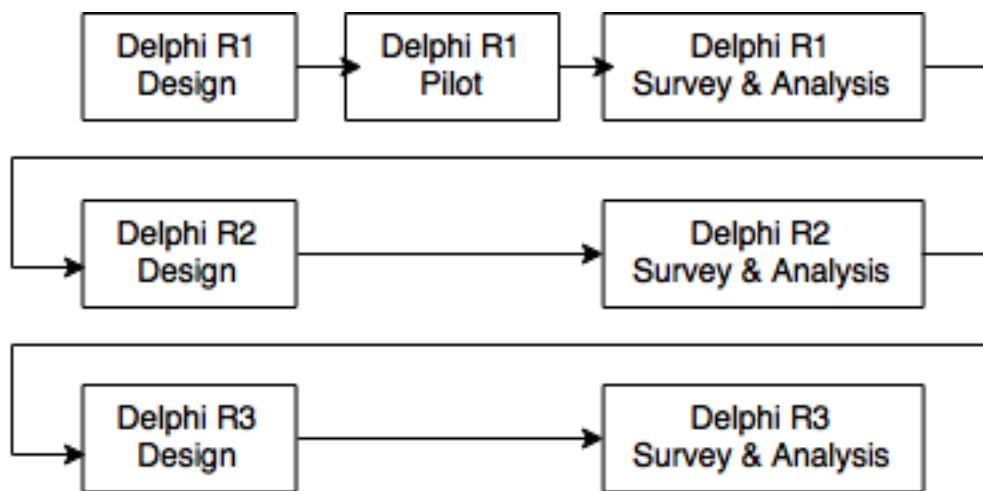 Delphi R1
Design
Delphi R1
Pilot
Delphi R1
Survey & Analysis
Delphi R2
Design
Delphi R2
Survey & Analysis
Delphi R3
Design
Delphi R3
Survey & Analysis